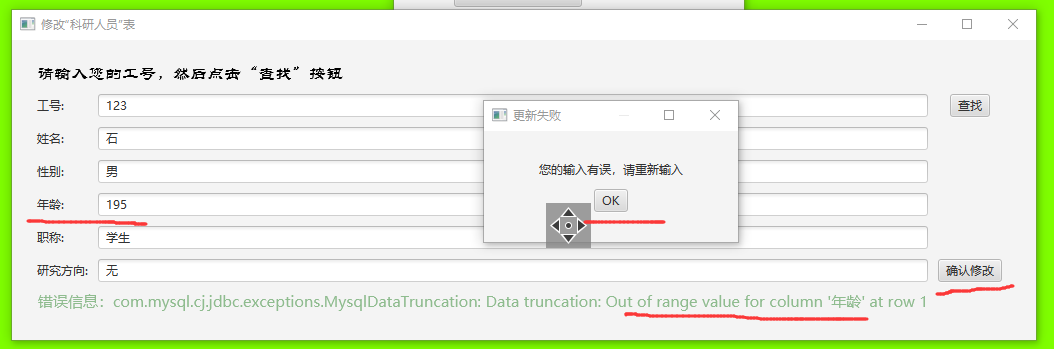 修改“科研人员”表
请输入您的工号，然后点击“查找”按钮
工号: 123 查找
更新失败
姓名: 石
您的输入有误，请重新输入
性别: 男
OK
年龄: 195
职称: 学生
研究方向: 无 确认修改
错误信息：com.mysql.cj.jdbc.exceptions.MysqlDataTruncation: Data truncation: Out of range value for column '年龄' at row 1